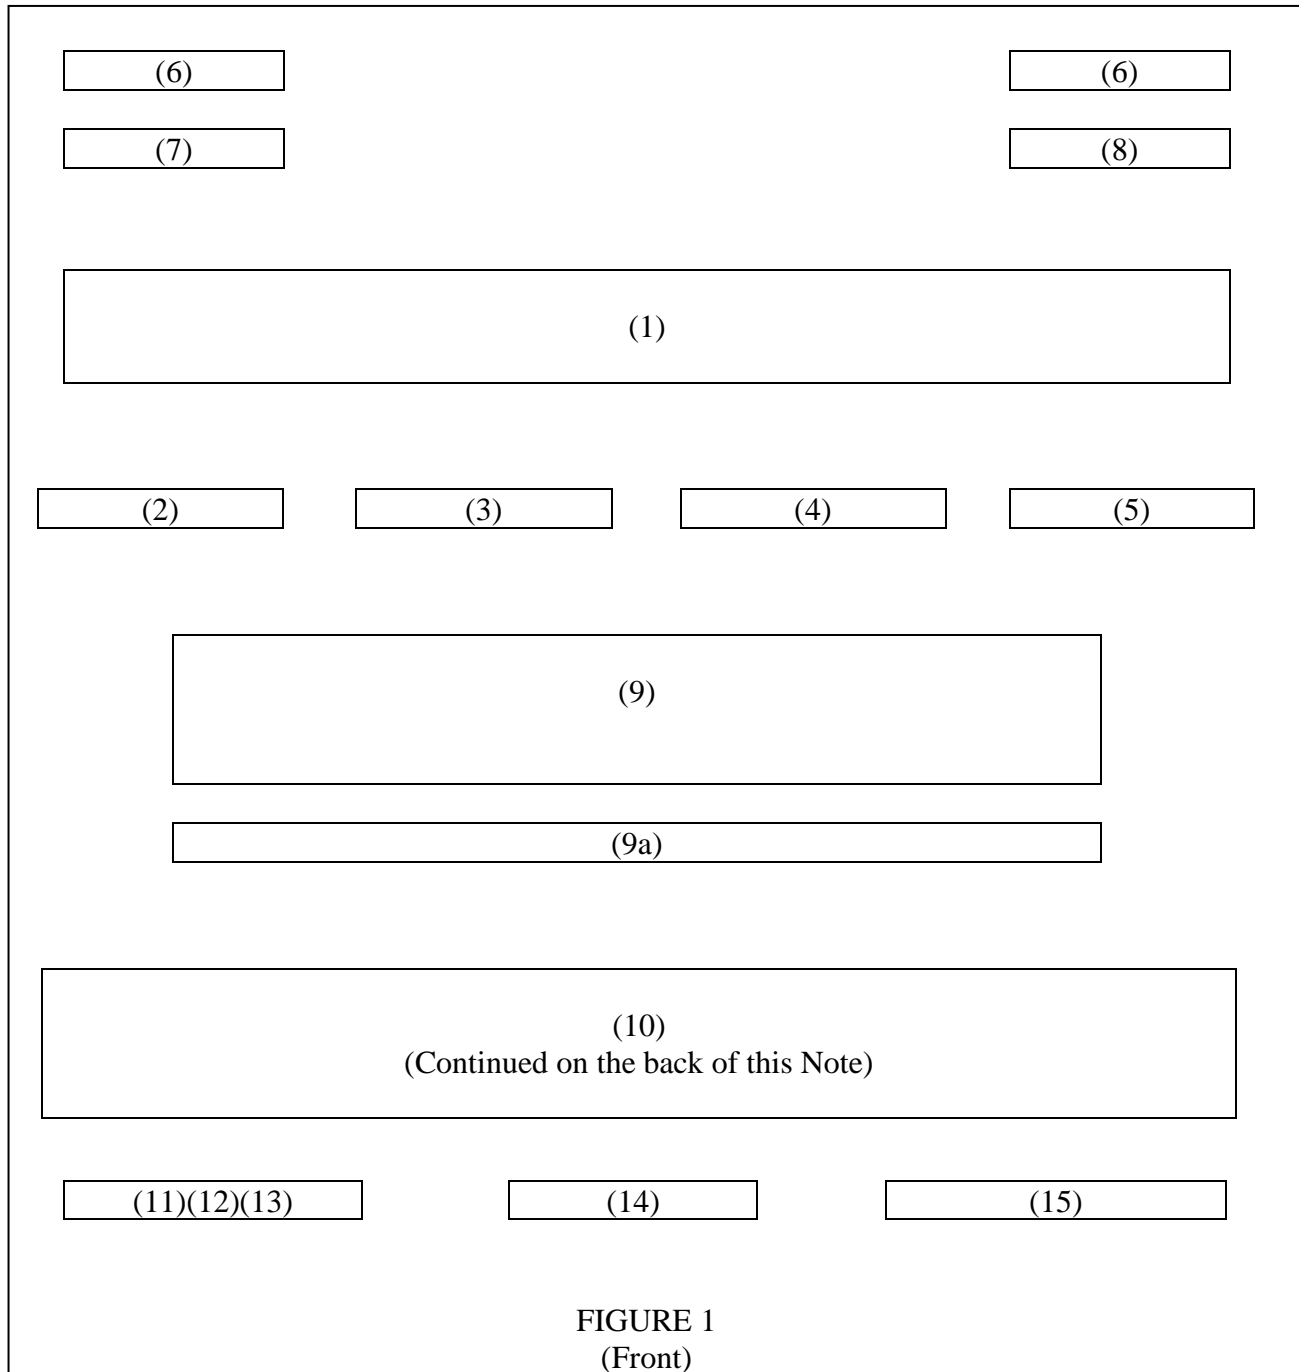 (6) (6)
(7) (8)
(1)
(2) (3) (4) (5)
(9)
(9a)
(10)
(Continued on the back of this Note)
(11)(12)(13) (14) (15)
FIGURE 1
(Front)